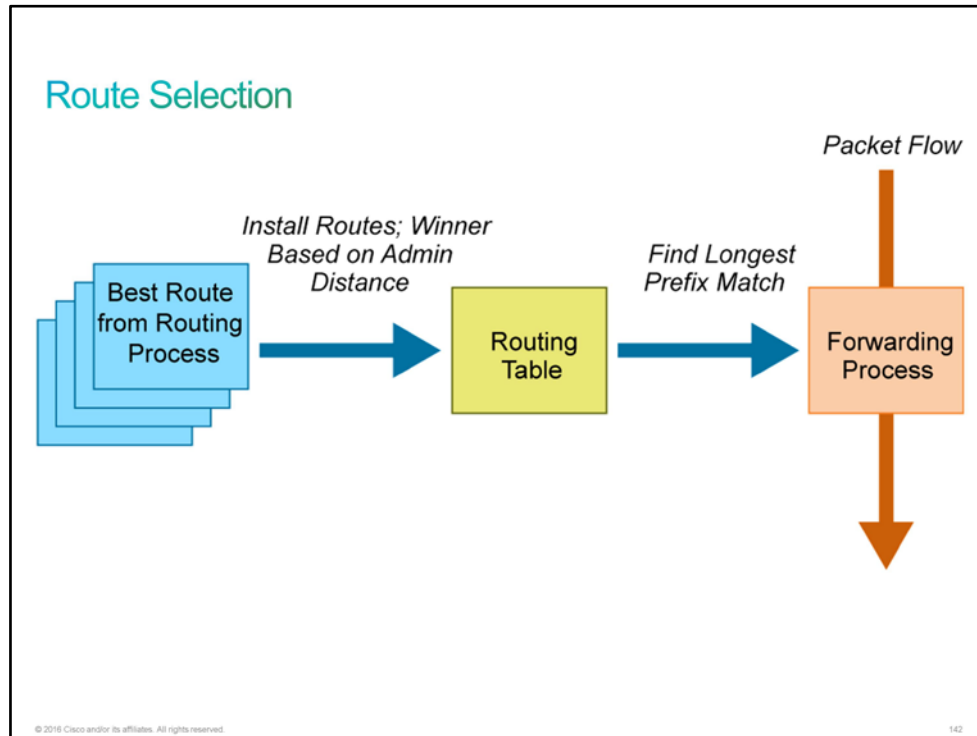 Route Selection
Packet Flow
Install Routes; Winner
Based on Admin
Distance
Find Longest
Prefix Match
Best Route
from Routing
Process
Routing
Table
Forwarding
Process
© 2016 Cisco and/or its affiliates. All rights reserved.
142